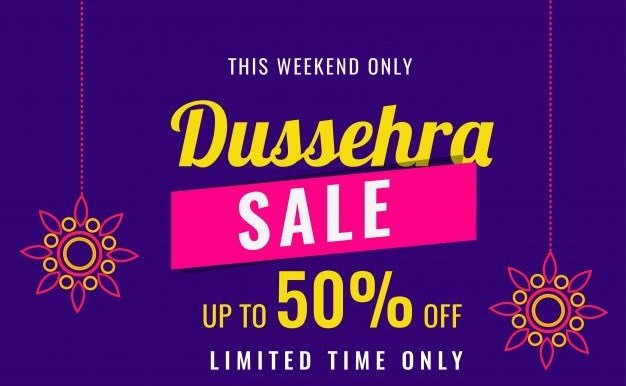 THIS WEEKEND ONLY
Dussehra
SALE
UP TO 50% OFF
LIMITED TIME ONLY